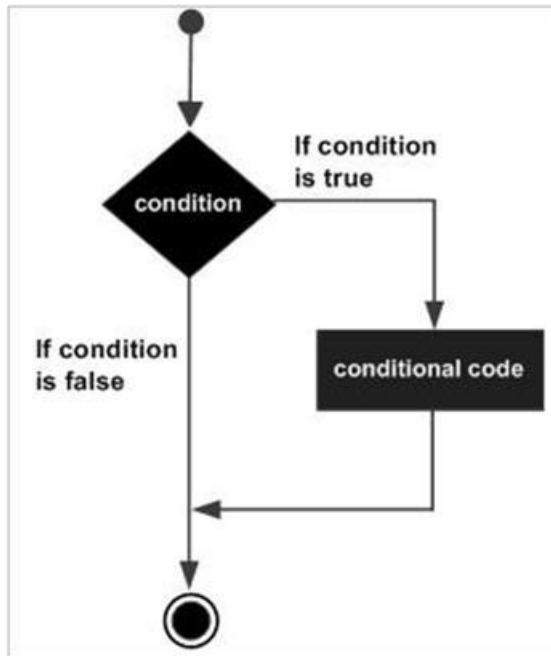 If condition
is true
condition
If condition
is false
conditional code